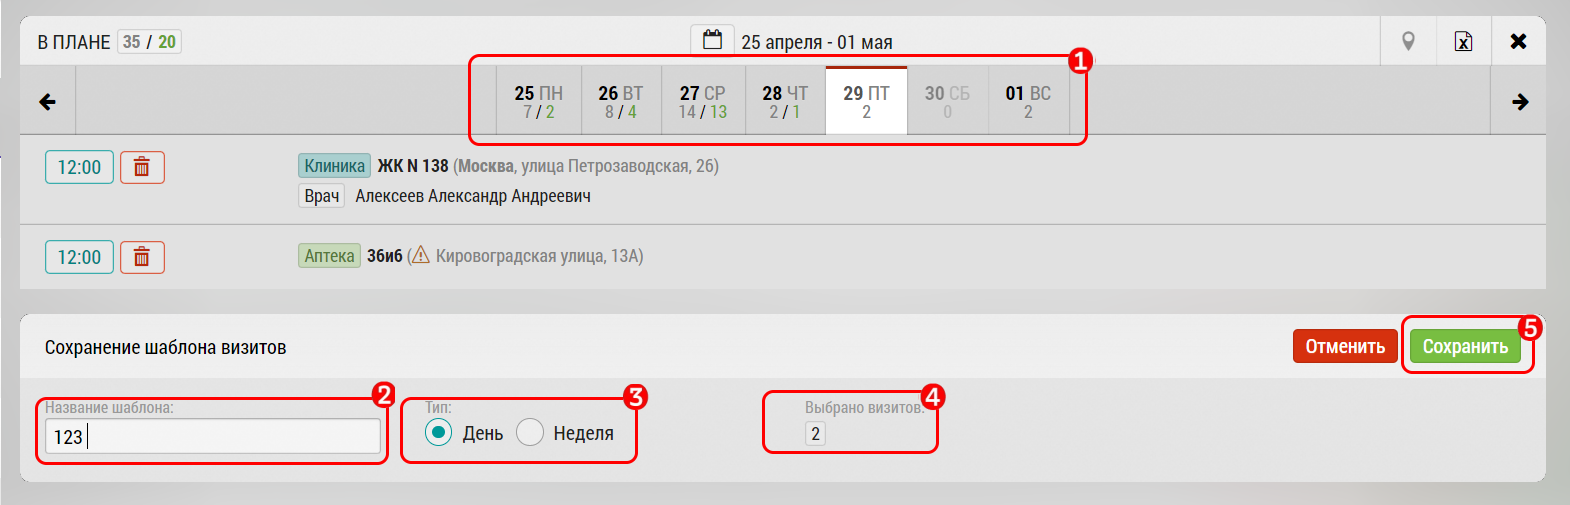 В ПЛАНЕ 35 / 20 25 апреля - 01 мая
1
25 ПН 26 ВТ 27 СР 28 ЧТ 29 ПТ 30 СБ 01 ВС
7 / 2 8 / 4 14 / 13 2 / 1 2 0 2
12:00 Клиника ЖК N 138 (Москва, улица Петрозаводская, 26)
Врач Алексеев Александр Андреевич
12:00 Аптека 36и6 (Кировоградская улица, 13А)
5
Сохранение шаблона визитов Отменить Сохранить
2 3 4
Название шаблона: Тип: Выбрано визитов:
123 День Неделя 2